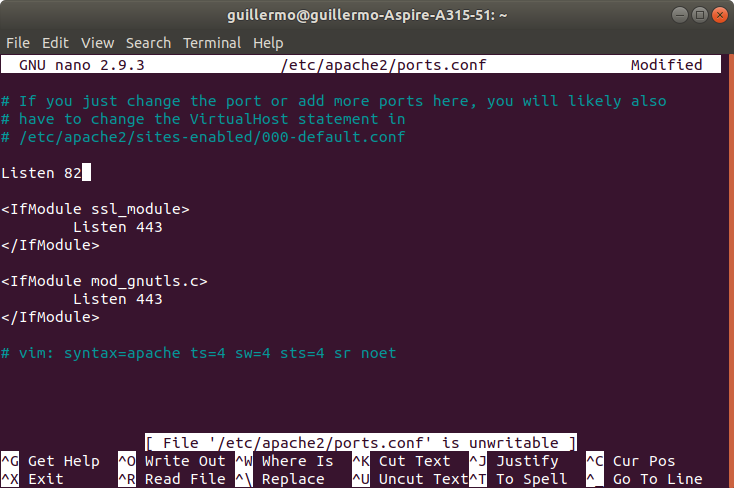 guillermo@guillermo-Aspire-A315-51: ~
File Edit View Search Terminal Help
GNU nano 2.9.3 /etc/apache2/ports.conf Modified
# If you just change the port or add more ports here, you will likely also
# have to change the VirtualHost statement in
# /etc/apache2/sites-enabled/000-default.conf
Listen 82
<IfModule ssl_module>
Listen 443
</IfModule>
<IfModule mod_gnutls.c>
Listen 443
</IfModule>
# vim: syntax=apache ts=4 sw=4 sts=4 sr noet
[ File '/etc/apache2/ports.conf' is unwritable ]
^G Get Help ^O Write Out ^W Where Is ^K Cut Text ^J Justify ^C Cur Pos
^X Exit ^R Read File ^\ Replace ^U Uncut Text ^T To Spell ^_ Go To Line